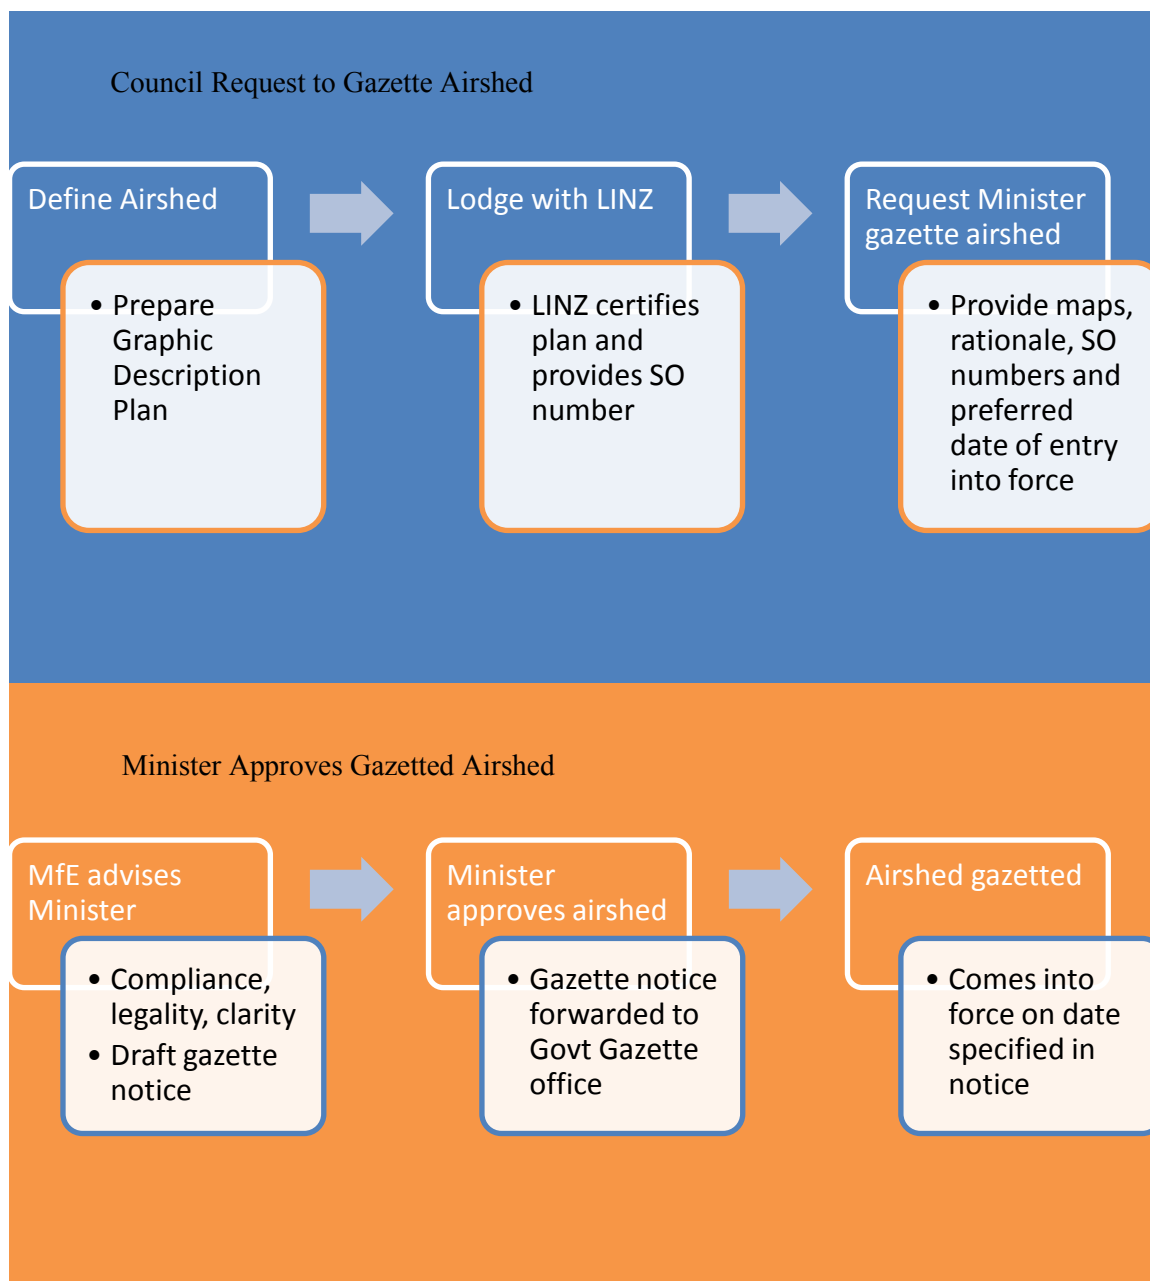 Council Request to Gazette Airshed
Define Airshed
• Prepare
Graphic
Description
Plan
Lodge with LINZ
• LINZ certifies
plan and
provides SO
number
Request Minister
gazette airshed
• Provide maps,
rationale, SO
numbers and
preferred
date of entry
into force
Minister Approves Gazetted Airshed
MfE advises
Minister
• Compliance,
legality, clarity
• Draft gazette
notice
Minister
approves airshed
• Gazette notice
forwarded to
Govt Gazette
office
Airshed gazetted
• Comes into
force on date
specified in
notice